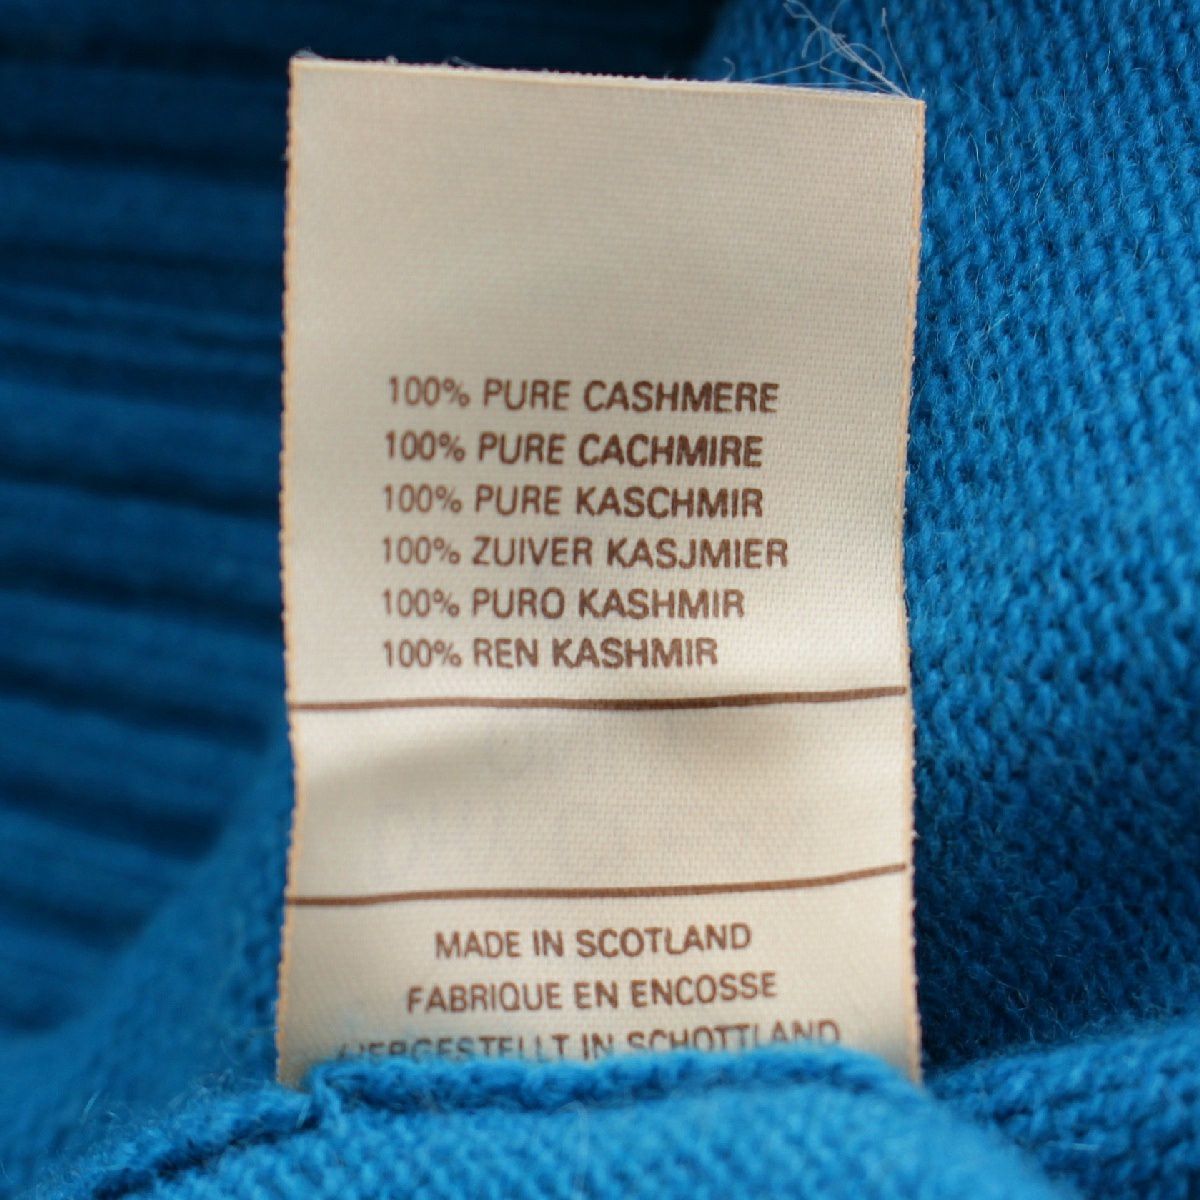 100% PURE CASHMERE
100% PURE CACHMIRE
100% PURE KASCHMIR
100% ZUIVER KASJMIER
100% PURO KASHMIR
100% REN KASHMIR
MADE IN SCOTLAND
FABRIQUE EN ENCOSSE
HERGESTELLT IN SCHOTTLAND